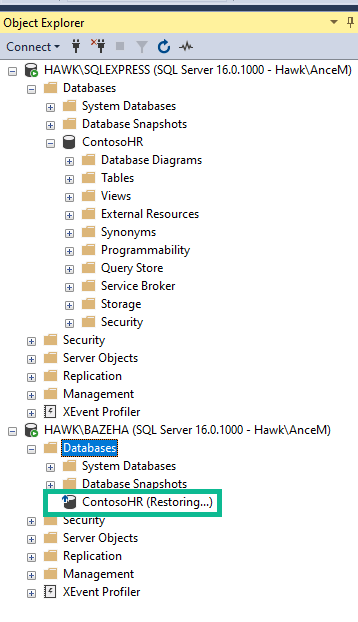 Object Explorer
Connect
HAWK\SQLEXPRESS (SQL Server 16.0.1000 - Hawk\AnceM)
Databases
System Databases
Database Snapshots
ContosoHR
Database Diagrams
Tables
Views
External Resources
Synonyms
Programmability
Query Store
Service Broker
Storage
Security
Security
Server Objects
Replication
Management
XEvent Profiler
HAWK\BAZEHA (SQL Server 16.0.1000 - Hawk\AnceM)
Databases
System Databases
Database Snapshots
ContosoHR (Restoring...)
Security
Server Objects
Replication
Management
XEvent Profiler